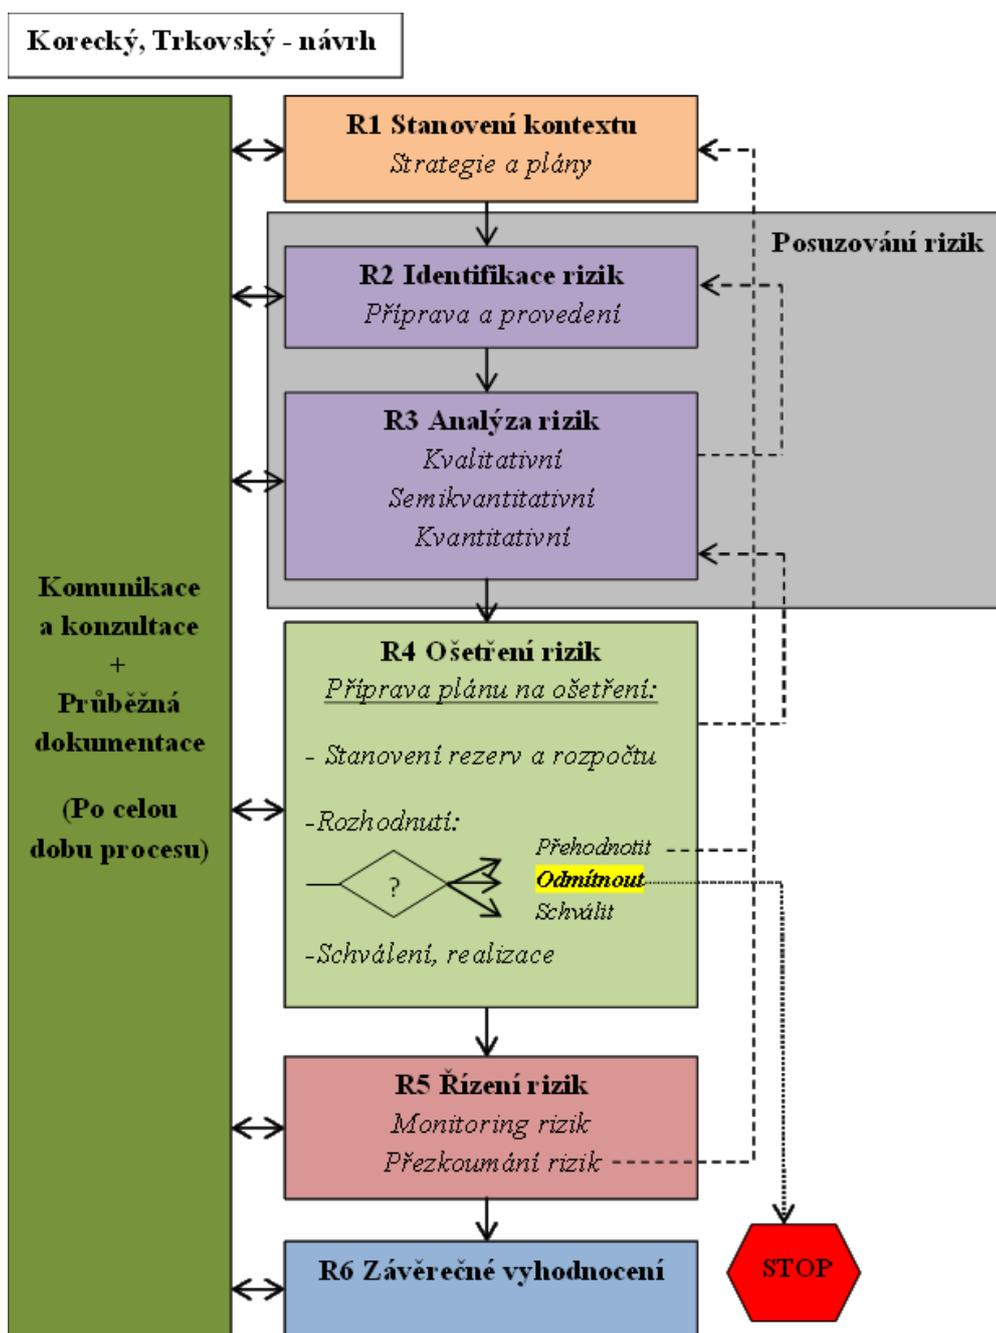 Korecký, Trkovský - návrh
R1 Stanovení kontextu
Strategie a plány
Posuzování rizik
R2 Identifikace rizik
Příprava a provedení
R3 Analýza rizik
Kvalitativní
Semikvantitativní
Kvantitativní
Komunikace
a konzultace
+
Průběžná
dokumentace
(Po celou
dobu procesu)
R4 Ošetření rizik
Příprava plánu na ošetření:
- Stanovení rezerv a rozpočtu
-Rozhodnutí:
?
Přehodnotit
Odmítnout
Schválit
-Schválení, realizace
R5 Řízení rizik
Monitoring rizik
Přezkoumání rizik
R6 Závěrečné vyhodnocení
STOP